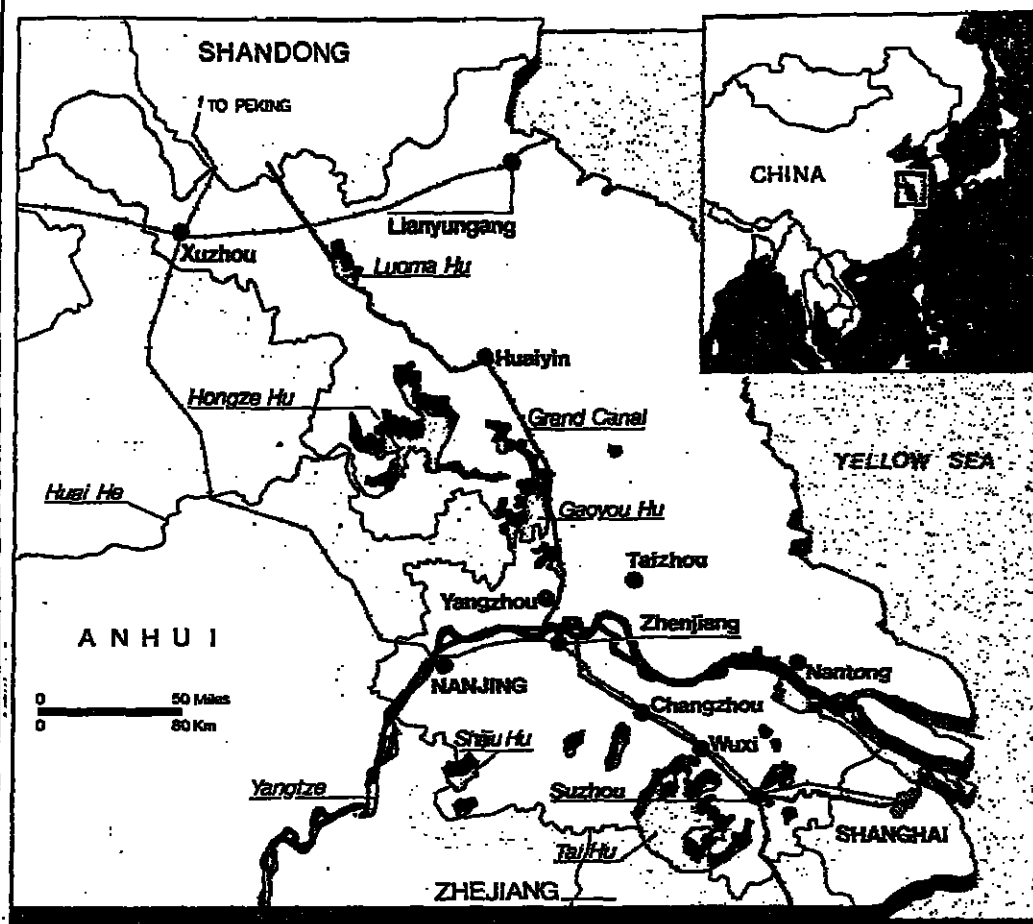 SHANDONG
TO PEKING
CHINA
Lianyungang
Xuzhou
Luoma Hu
Huaiyin
Hongze Hu
Grand Canal
YELLOW SEA
Huai He
Gaoyou Hu
Taizhou
Yangzhou
Zhenjiang
ANHUI
Nantong
NANJING
0 50 Miles
0 80 Km
Changzhou
Shijiu Hu
Wuxi
Yangtze
Suzhou
SHANGHAI
Tai Hu
ZHEJIANG